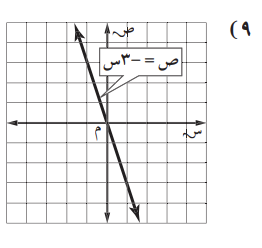 ٩)
ص
ص = -٣س
م
س